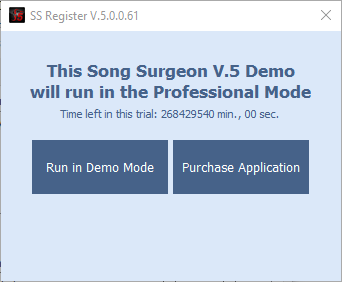 SS Register V.5.0.0.61
This Song Surgeon V.5 Demo
will run in the Professional Mode
Time left in this trial: 268429540 min., 00 sec.
Run in Demo Mode
Purchase Application